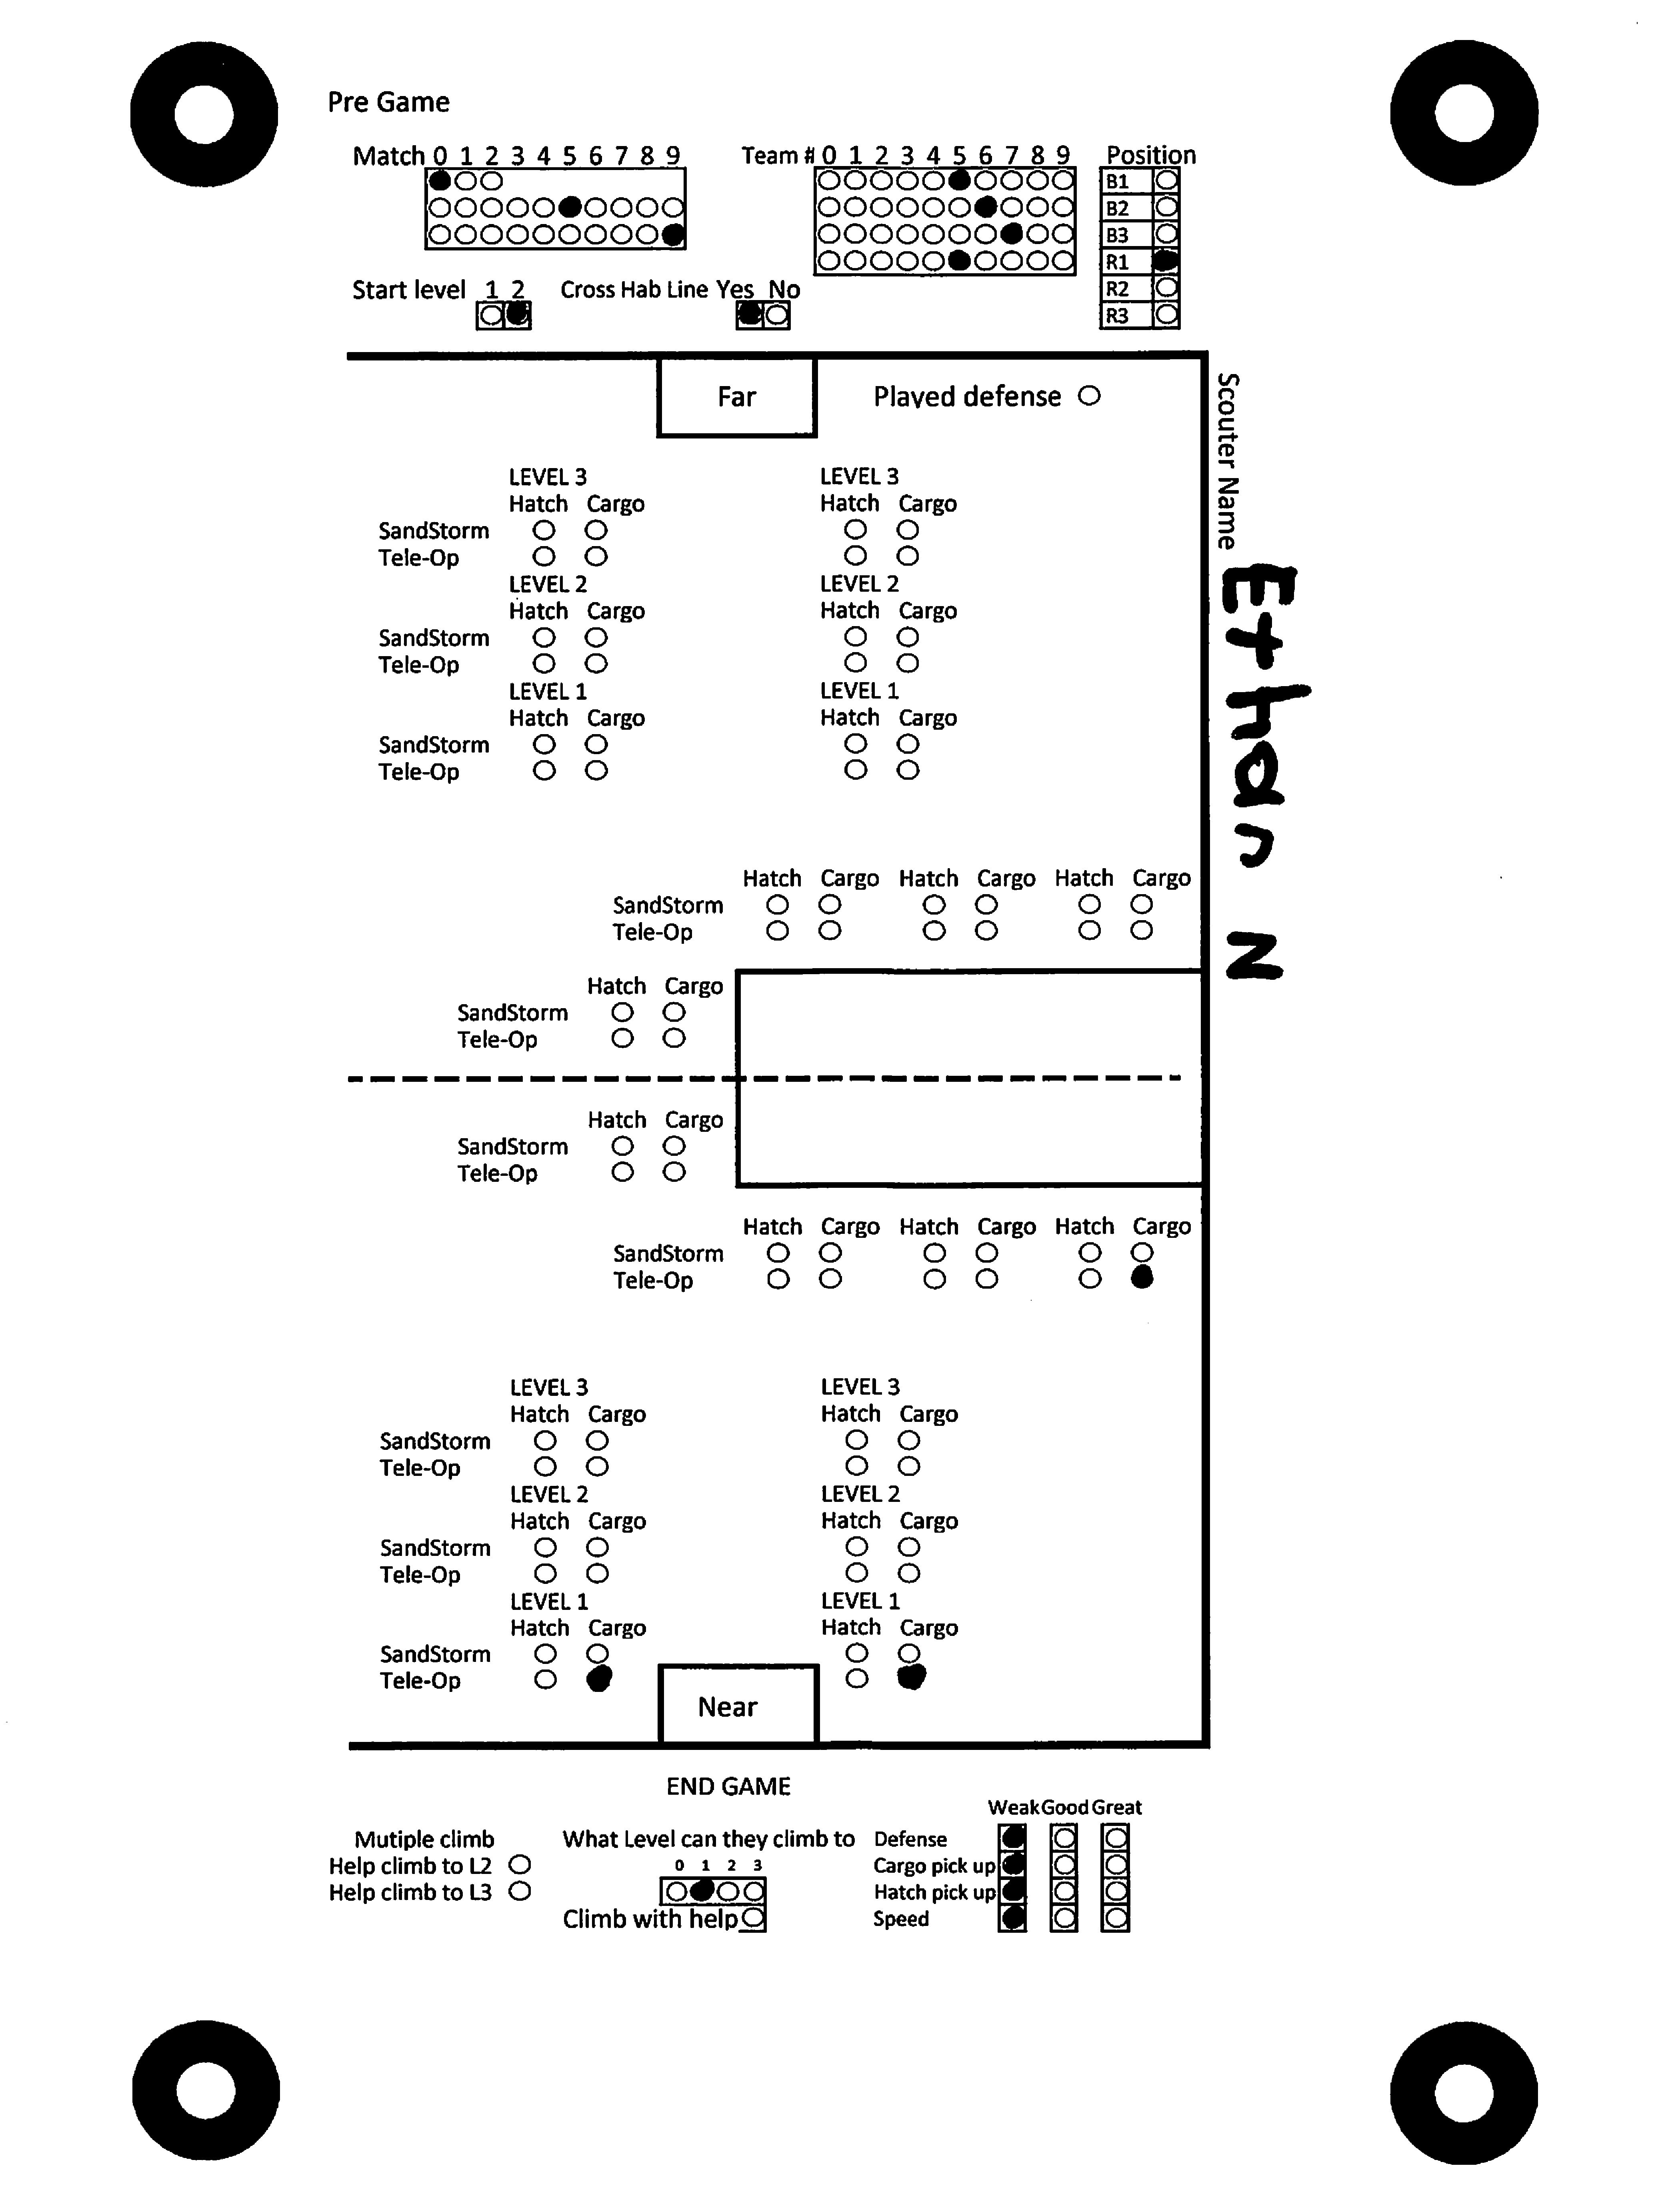 Pre Game
Match 0 1 2 3 4 5 6 7 8 9
Team # 0 1 2 3 4 5 6 7 8 9
Position
B1
B2
B3
R1
R2
R3
Start level 1 2
Cross Hab Line Yes No
Far
Played defense
Scouter Name
Ethan N
LEVEL 3 LEVEL 3
Hatch Cargo Hatch Cargo
SandStorm
Tele-Op
LEVEL 2 LEVEL 2
Hatch Cargo Hatch Cargo
SandStorm
Tele-Op
LEVEL 1 LEVEL 1
Hatch Cargo Hatch Cargo
SandStorm
Tele-Op
Hatch Cargo Hatch Cargo Hatch Cargo
SandStorm
Tele-Op
Hatch Cargo
SandStorm
Tele-Op
Hatch Cargo
SandStorm
Tele-Op
Hatch Cargo Hatch Cargo Hatch Cargo
SandStorm
Tele-Op
LEVEL 3 LEVEL 3
Hatch Cargo Hatch Cargo
SandStorm
Tele-Op
LEVEL 2 LEVEL 2
Hatch Cargo Hatch Cargo
SandStorm
Tele-Op
LEVEL 1 LEVEL 1
Hatch Cargo Hatch Cargo
SandStorm
Tele-Op
Near
END GAME
Mutiple climb
Help climb to L2
Help climb to L3
What Level can they climb to
0 1 2 3
Climb with help
Weak Good Great
Defense
Cargo pick up
Hatch pick up
Speed